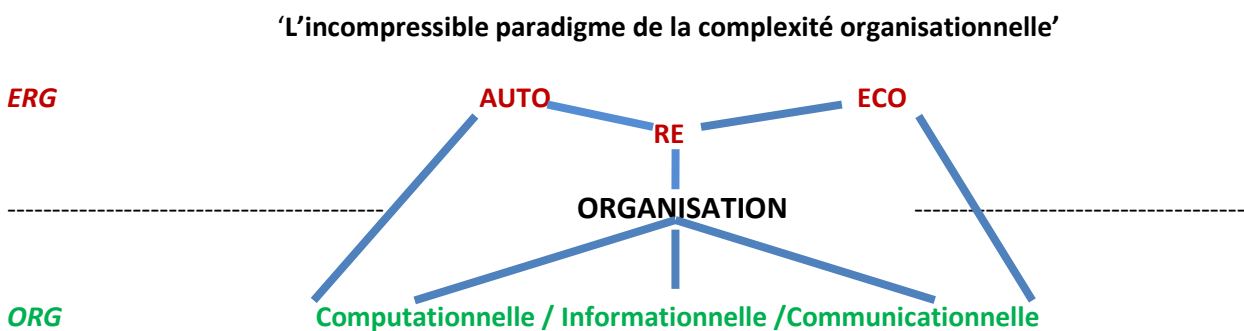 ‘L’incompressible paradigme de la complexité organisationnelle’
ERG AUTO ECO
RE
ORGANISATION
ORG Computationnelle / Informationnelle /Communicationnelle